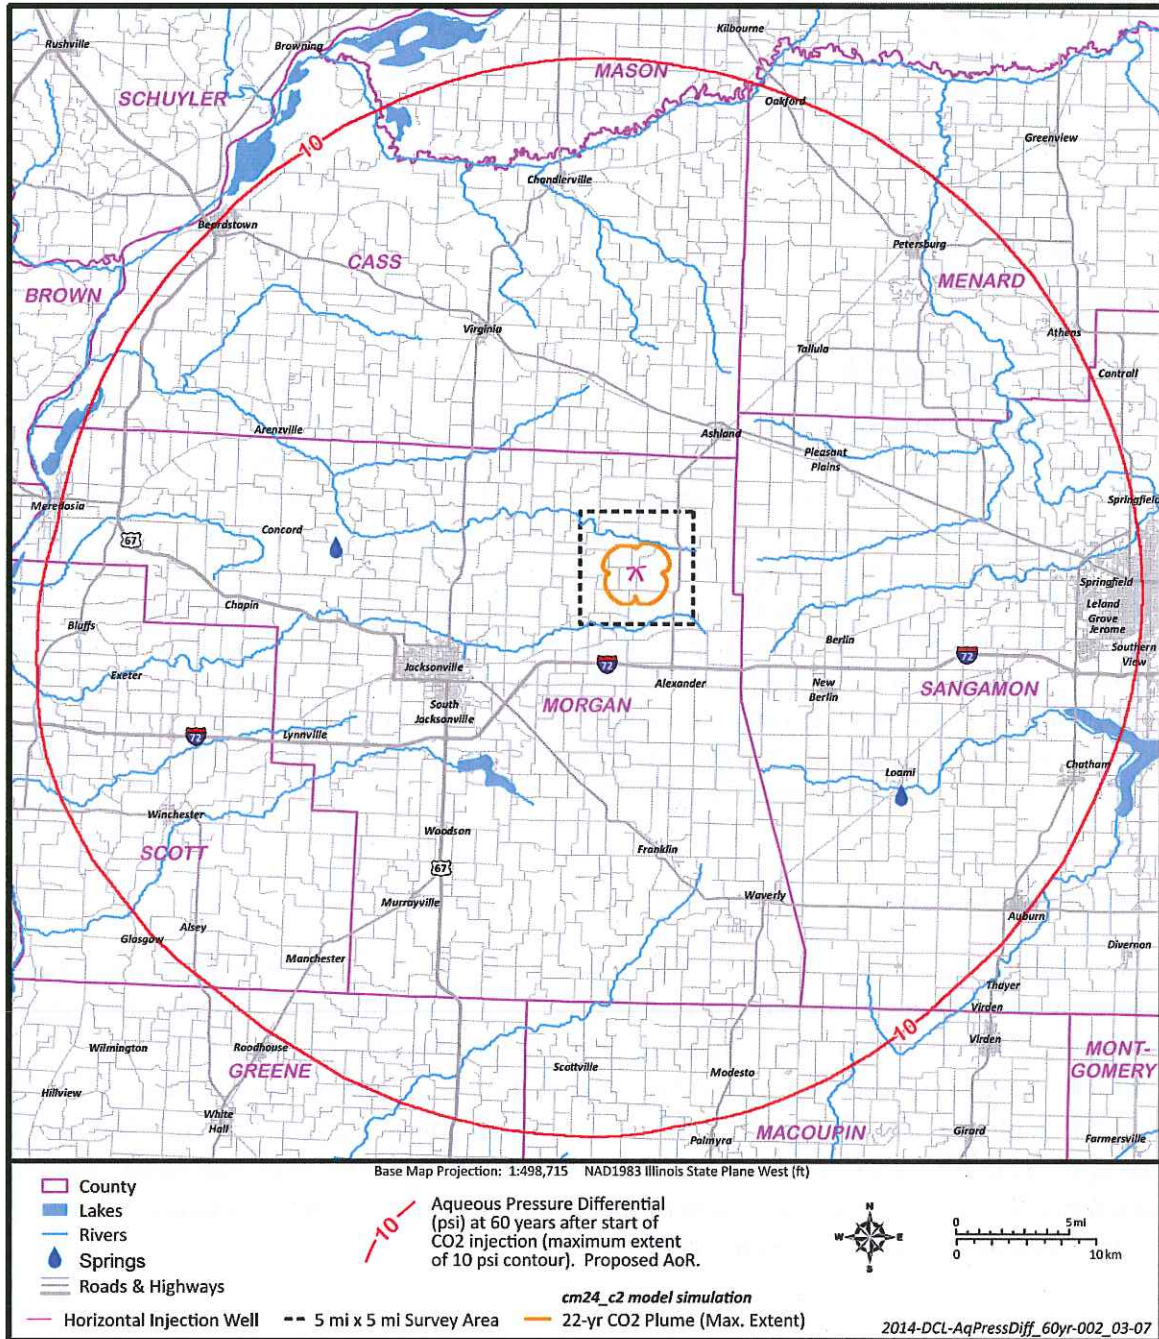 Kilbourne
Rushville
Browning
MASON
SCHUYLER
Oakford
10
Greenview
Chandlerville
Beardstown
Petersburg
CASS
MENARD
BROWN
Virginia
Athens
Tallula
Cantrall
Arenzville
Ashland
Pleasant
Plains
Meredosia
Springfield
Concord
67
Springfield
Chapin
Leland
Grove
Jerome
Bluffs
Berlin
Southern
View
Jacksonville
72
72
Exeter
Alexander
New
Berlin
SANGAMON
South
Jacksonville
MORGAN
72
Lynnville
Chatham
Loami
Winchester
Woodson
SCOTT
Franklin
67
Waverly
Murrayville
Auburn
Alsey
Glasgow
Divernon
Manchester
Thayer
Virden
10
Virden
Wilmington
Roodhouse
GREENE
Scottville
Modesto
MONT-
GOMERY
Hillview
White
Hall
MACOUPIN
Girard
Palmyra
Farmersville
Base Map Projection: 1:498,715 NAD1983 Illinois State Plane West (ft)
County
Lakes
Rivers
Springs
Roads & Highways
Horizontal Injection Well
10
Aqueous Pressure Differential
(psi) at 60 years after start of
CO2 injection (maximum extent
of 10 psi contour). Proposed AoR.
N
W
E
S
0 5 mi
0 10 km
cm24_c2 model simulation
5 mi x 5 mi Survey Area
22-yr CO2 Plume (Max. Extent)
2014-DCL-AqPressDiff_60yr-002_03-07